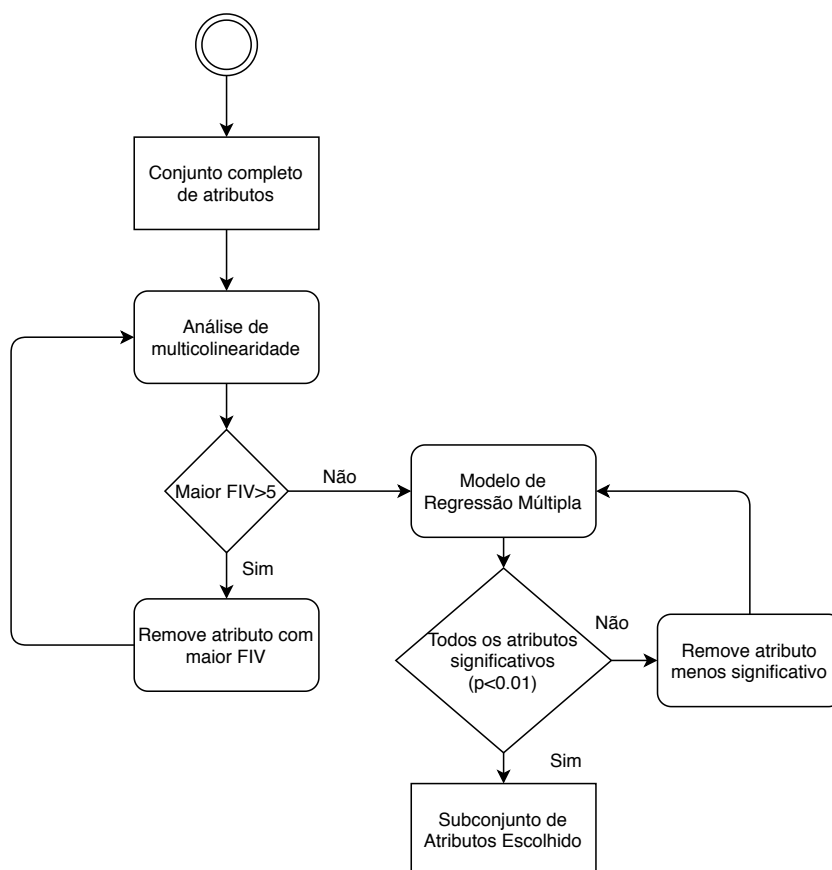 Conjunto completo
de atributos
Análise de
multicolinearidade
Maior FIV>5
Não
Sim
Remove atributo com
maior FIV
Modelo de
Regressão Múltipla
Todos os atributos
significativos
(p<0.01)
Não
Remove atributo
menos significativo
Sim
Subconjunto de
Atributos Escolhido